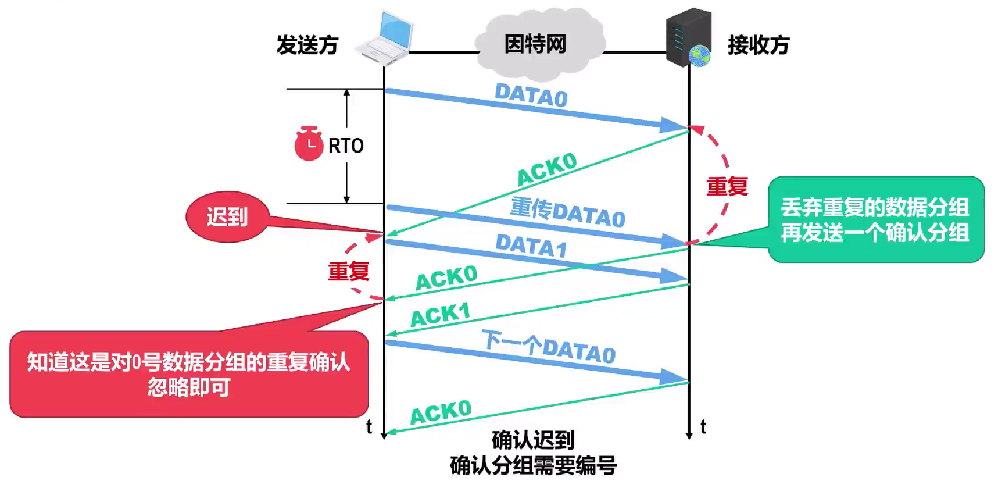 发送方
因特网
接收方
DATA0
RTO
ACK0
重复
迟到
重传DATA0
丢弃重复的数据分组
再发送一个确认分组
DATA1
重复
ACK0
ACK1
知道这是对0号数据分组的重复确认
忽略即可
下一个DATA0
ACK0
t
t
确认迟到
确认分组需要编号